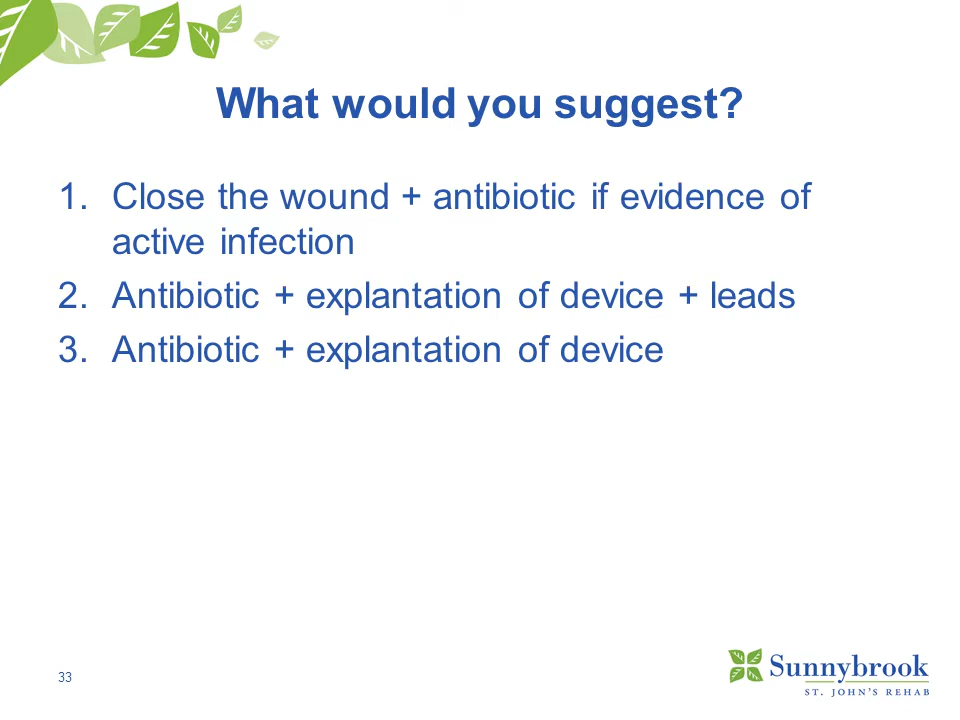 What would you suggest?
1. Close the wound + antibiotic if evidence of
active infection
2. Antibiotic + explantation of device + leads
3. Antibiotic + explantation of device
33
Sunnybrook
ST. JOHN'S REHAB